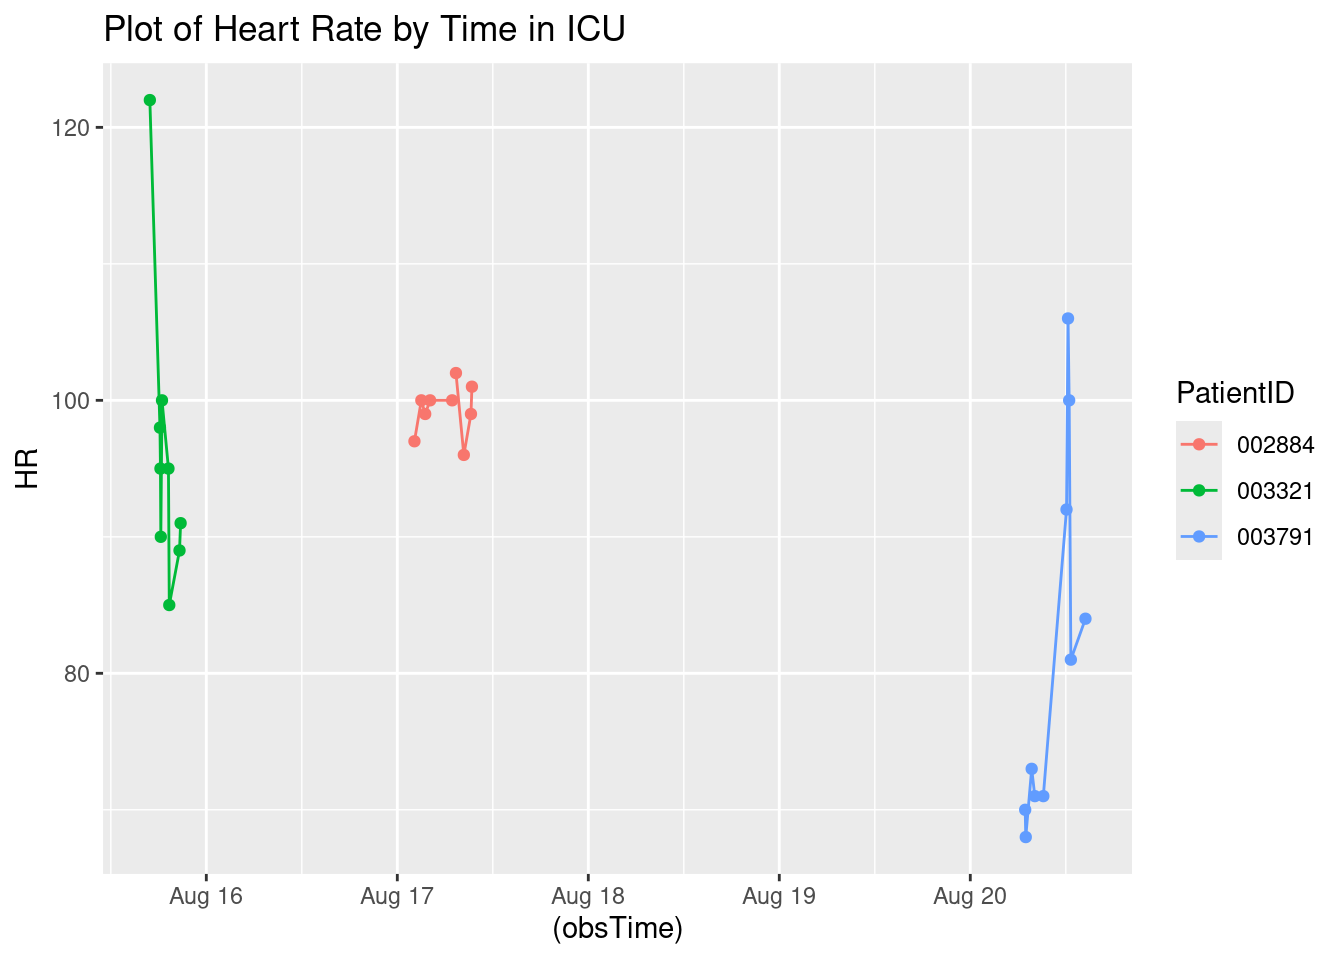 Plot of Heart Rate by Time in ICU
120
100
80
HR
Aug 16
Aug 17
Aug 18
Aug 19
Aug 20
(obsTime)
PatientID
002884
003321
003791